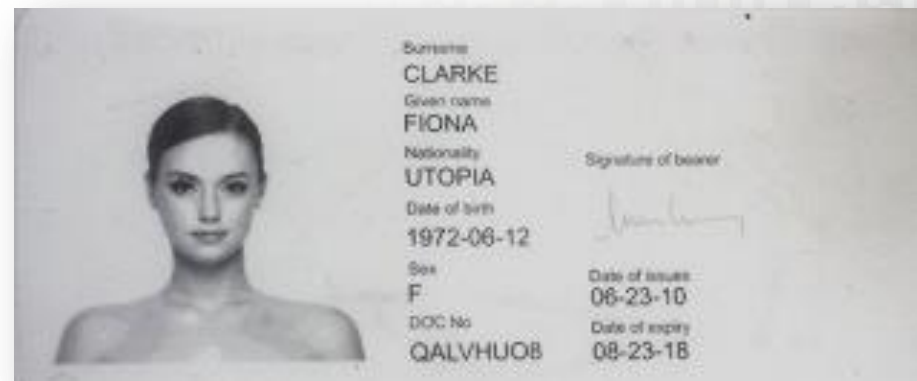 Surname
CLARKE
Given name
FIONA
Nationality
UTOPIA
Date of birth
1972-06-12
Sex
F
DOC No
QALVHUO8
Signature of bearer
Date of issues
06-23-10
Date of expiry
08-23-18